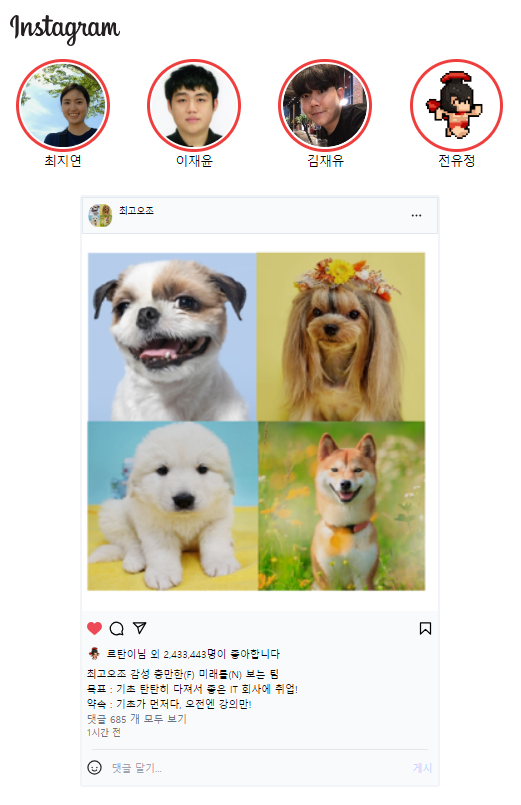 Instagram
최지연
이재윤
김재유
전유정
최고오조
르탄이님 외 2,433,443명이 좋아합니다
최고오조 감성 충만한(F) 미래를(N) 보는 팀
목표 : 기초 탄탄히 다져서 좋은 IT 회사에 취업!
약속 : 기초가 먼저다, 오전엔 강의만!
댓글 685 개 모두 보기
1시간 전
댓글 달기...
게시